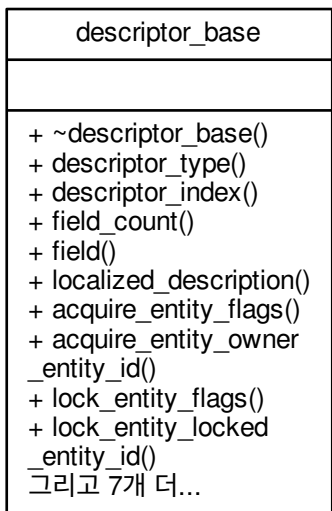 descriptor_base
+ ~descriptor_base()
+ descriptor_type()
+ descriptor_index()
+ field_count()
+ field()
+ localized_description()
+ acquire_entity_flags()
+ acquire_entity_owner
_entity_id()
+ lock_entity_flags()
+ lock_entity_locked
_entity_id()
그리고 7개 더...